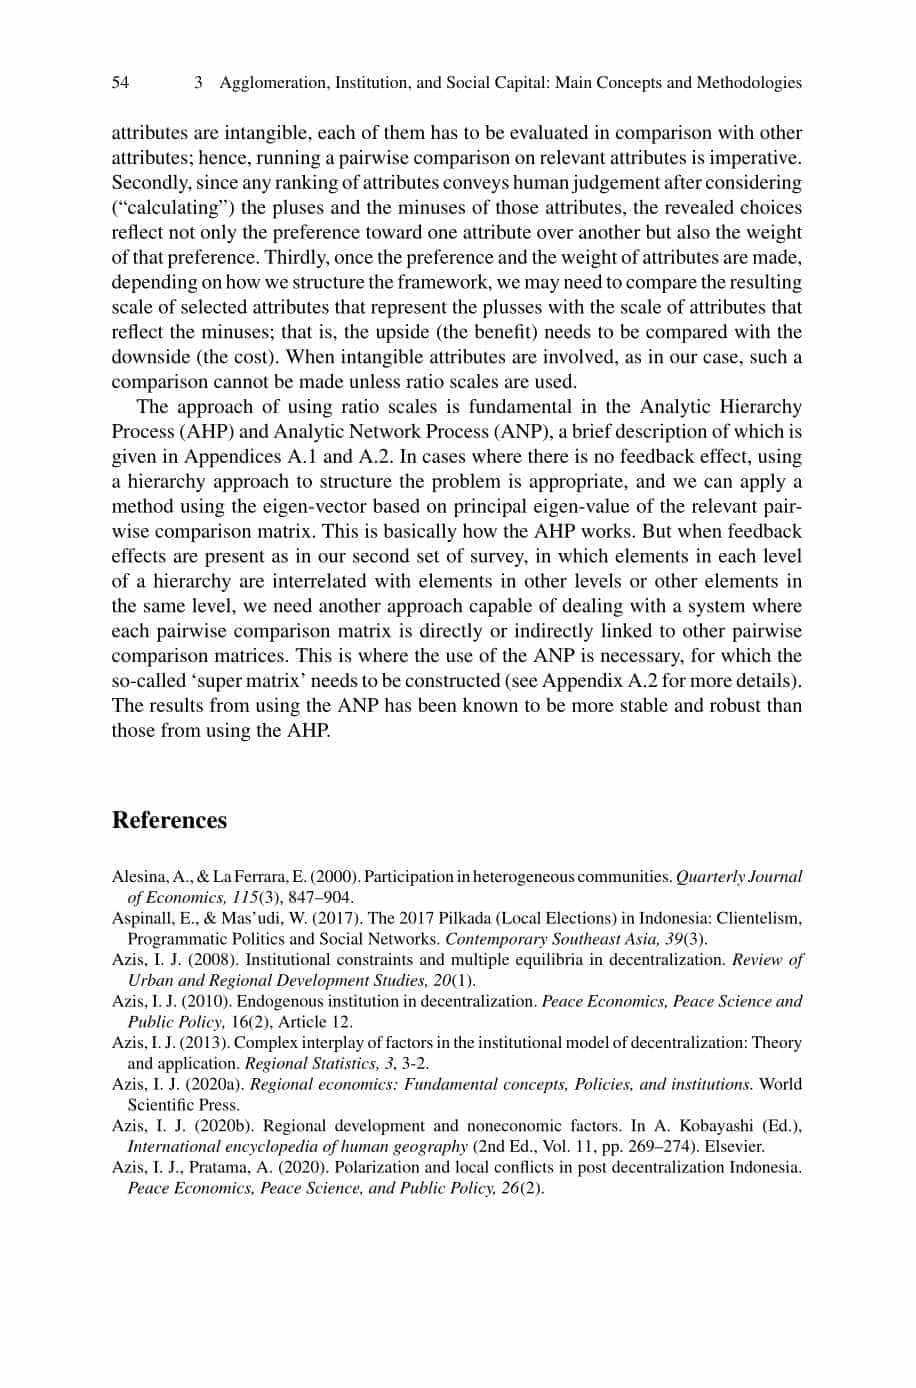 54 3 Agglomeration, Institution, and Social Capital: Main Concepts and Methodologies
attributes are intangible, each of them has to be evaluated in comparison with other
attributes; hence, running a pairwise comparison on relevant attributes is imperative.
Secondly, since any ranking of attributes conveys human judgement after considering
(“calculating”) the pluses and the minuses of those attributes, the revealed choices
reflect not only the preference toward one attribute over another but also the weight
of that preference. Thirdly, once the preference and the weight of attributes are made,
depending on how we structure the framework, we may need to compare the resulting
scale of selected attributes that represent the plusses with the scale of attributes that
reflect the minuses; that is, the upside (the benefit) needs to be compared with the
downside (the cost). When intangible attributes are involved, as in our case, such a
comparison cannot be made unless ratio scales are used.
The approach of using ratio scales is fundamental in the Analytic Hierarchy
Process (AHP) and Analytic Network Process (ANP), a brief description of which is
given in Appendices A.1 and A.2. In cases where there is no feedback effect, using
a hierarchy approach to structure the problem is appropriate, and we can apply a
method using the eigen-vector based on principal eigen-value of the relevant pair-
wise comparison matrix. This is basically how the AHP works. But when feedback
effects are present as in our second set of survey, in which elements in each level
of a hierarchy are interrelated with elements in other levels or other elements in
the same level, we need another approach capable of dealing with a system where
each pairwise comparison matrix is directly or indirectly linked to other pairwise
comparison matrices. This is where the use of the ANP is necessary, for which the
so-called ‘super matrix’ needs to be constructed (see Appendix A.2 for more details).
The results from using the ANP has been known to be more stable and robust than
those from using the AHP.
References
Alesina, A., & La Ferrara, E. (2000). Participation in heterogeneous communities. Quarterly Journal
of Economics, 115(3), 847–904.
Aspinall, E., & Mas’udi, W. (2017). The 2017 Pilkada (Local Elections) in Indonesia: Clientelism,
Programmatic Politics and Social Networks. Contemporary Southeast Asia, 39(3).
Azis, I. J. (2008). Institutional constraints and multiple equilibria in decentralization. Review of
Urban and Regional Development Studies, 20(1).
Azis, I. J. (2010). Endogenous institution in decentralization. Peace Economics, Peace Science and
Public Policy, 16(2), Article 12.
Azis, I. J. (2013). Complex interplay of factors in the institutional model of decentralization: Theory
and application. Regional Statistics, 3, 3-2.
Azis, I. J. (2020a). Regional economics: Fundamental concepts, Policies, and institutions. World
Scientific Press.
Azis, I. J. (2020b). Regional development and noneconomic factors. In A. Kobayashi (Ed.),
International encyclopedia of human geography (2nd Ed., Vol. 11, pp. 269–274). Elsevier.
Azis, I. J., Pratama, A. (2020). Polarization and local conflicts in post decentralization Indonesia.
Peace Economics, Peace Science, and Public Policy, 26(2).